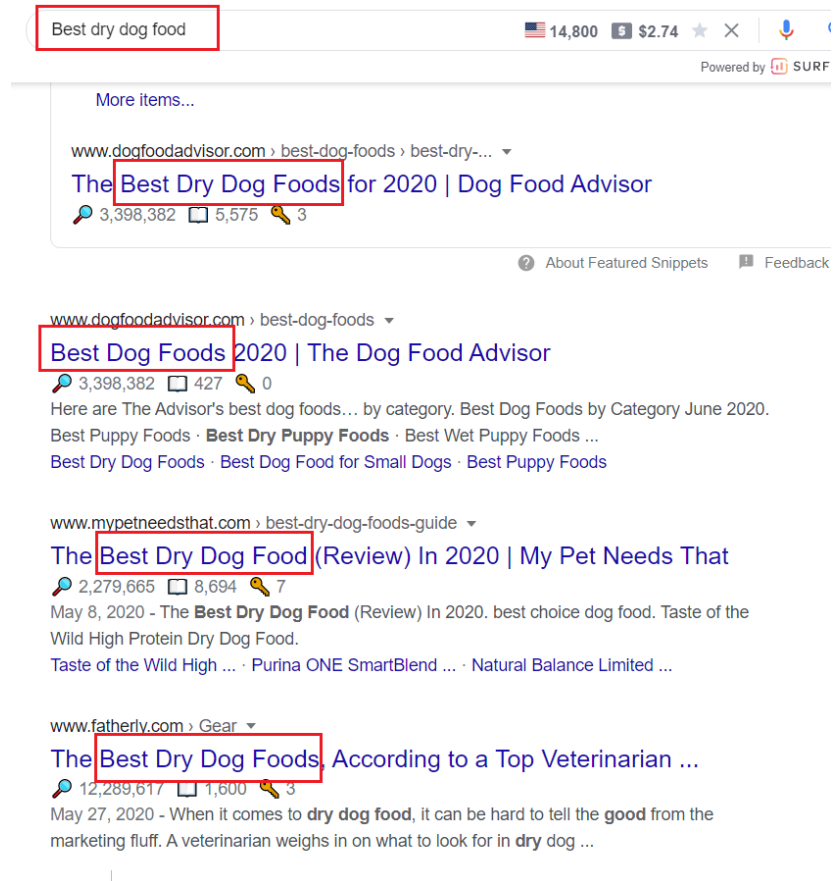 Best dry dog food 14,800 $ $2.74
Powered by SURF
More items...
www.dogfoodadvisor.com › best-dog-foods › best-dry-...
The Best Dry Dog Foods for 2020 | Dog Food Advisor
3,398,382 5,575 3
About Featured Snippets Feedback
www.dogfoodadvisor.com › best-dog-foods
Best Dog Foods 2020 | The Dog Food Advisor
3,398,382 427 0
Here are The Advisor's best dog foods… by category. Best Dog Foods by Category June 2020.
Best Puppy Foods · Best Dry Puppy Foods · Best Wet Puppy Foods ...
Best Dry Dog Foods · Best Dog Food for Small Dogs · Best Puppy Foods
www.mypetneedsthat.com › best-dry-dog-foods-guide
The Best Dry Dog Food (Review) In 2020 | My Pet Needs That
2,279,665 8,694 7
May 8, 2020 - The Best Dry Dog Food (Review) In 2020. best choice dog food. Taste of the
Wild High Protein Dry Dog Food.
Taste of the Wild High ... · Purina ONE SmartBlend ... · Natural Balance Limited ...
www.fatherly.com › Gear
The Best Dry Dog Foods, According to a Top Veterinarian ...
12,289,617 1,600 3
May 27, 2020 - When it comes to dry dog food, it can be hard to tell the good from the
marketing fluff. A veterinarian weighs in on what to look for in dry dog ...